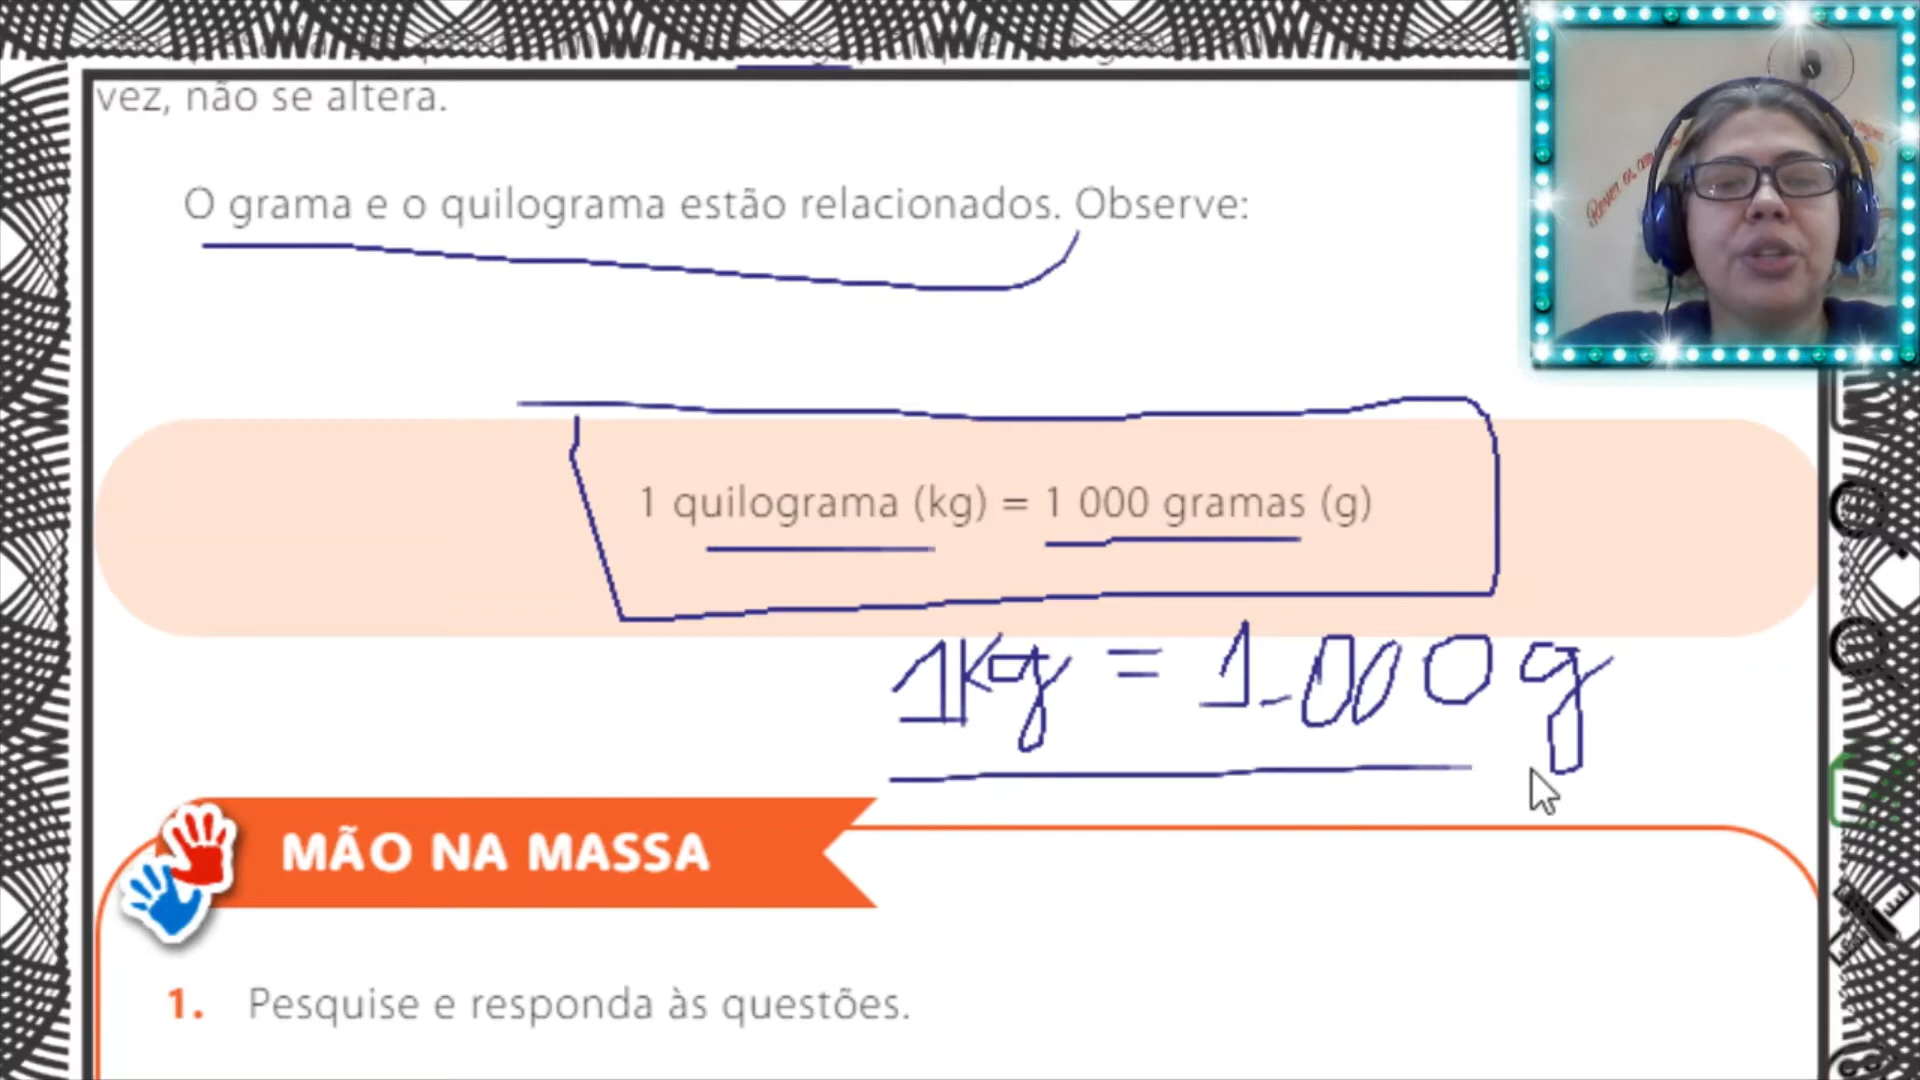 vez, não se altera.
O grama e o quilograma estão relacionados. Observe:
1 quilograma (kg) = 1 000 gramas (g)
1kg = 1.000 g
MÃO NA MASSA
1. Pesquise e responda às questões.